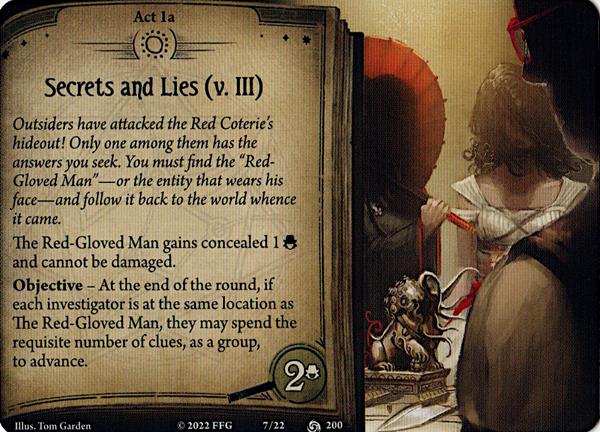 Act 1a
Secrets and Lies (v. III)
Outsiders have attacked the Red Coterie's
hideout! Only one among them has the
answers you seek. You must find the “Red-
Gloved Man”—or the entity that wears his
face—and follow it back to the world whence
it came.
The Red-Gloved Man gains concealed 1
and cannot be damaged.
Objective – At the end of the round, if
each investigator is at the same location as
The Red-Gloved Man, they may spend the
requisite number of clues, as a group,
to advance.
2
Illus. Tom Garden © 2022 FFG 7/22 200